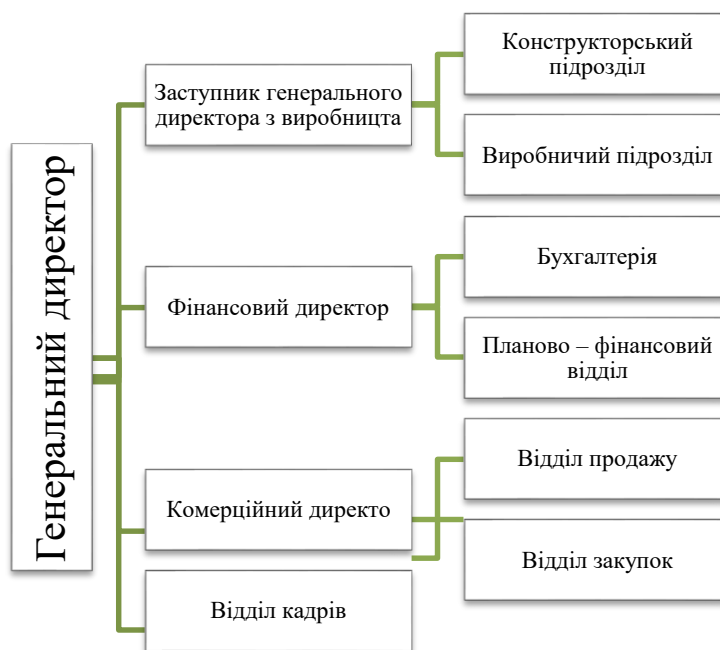 Генеральний директор
Заступник генерального
директора з виробницта
Фінансовий директор
Комерційний директо
Відділ кадрів
Конструкторський
підрозділ
Виробничий підрозділ
Бухгалтерія
Планово – фінансовий
відділ
Відділ продажу
Відділ закупок